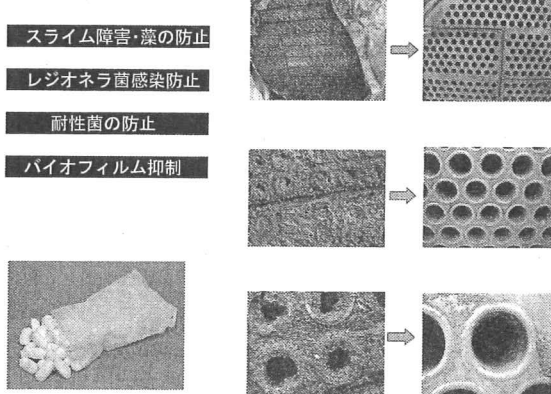 スライム障害・藻の防止
レジオネラ菌感染防止
耐性菌の防止
バイオフィルム抑制